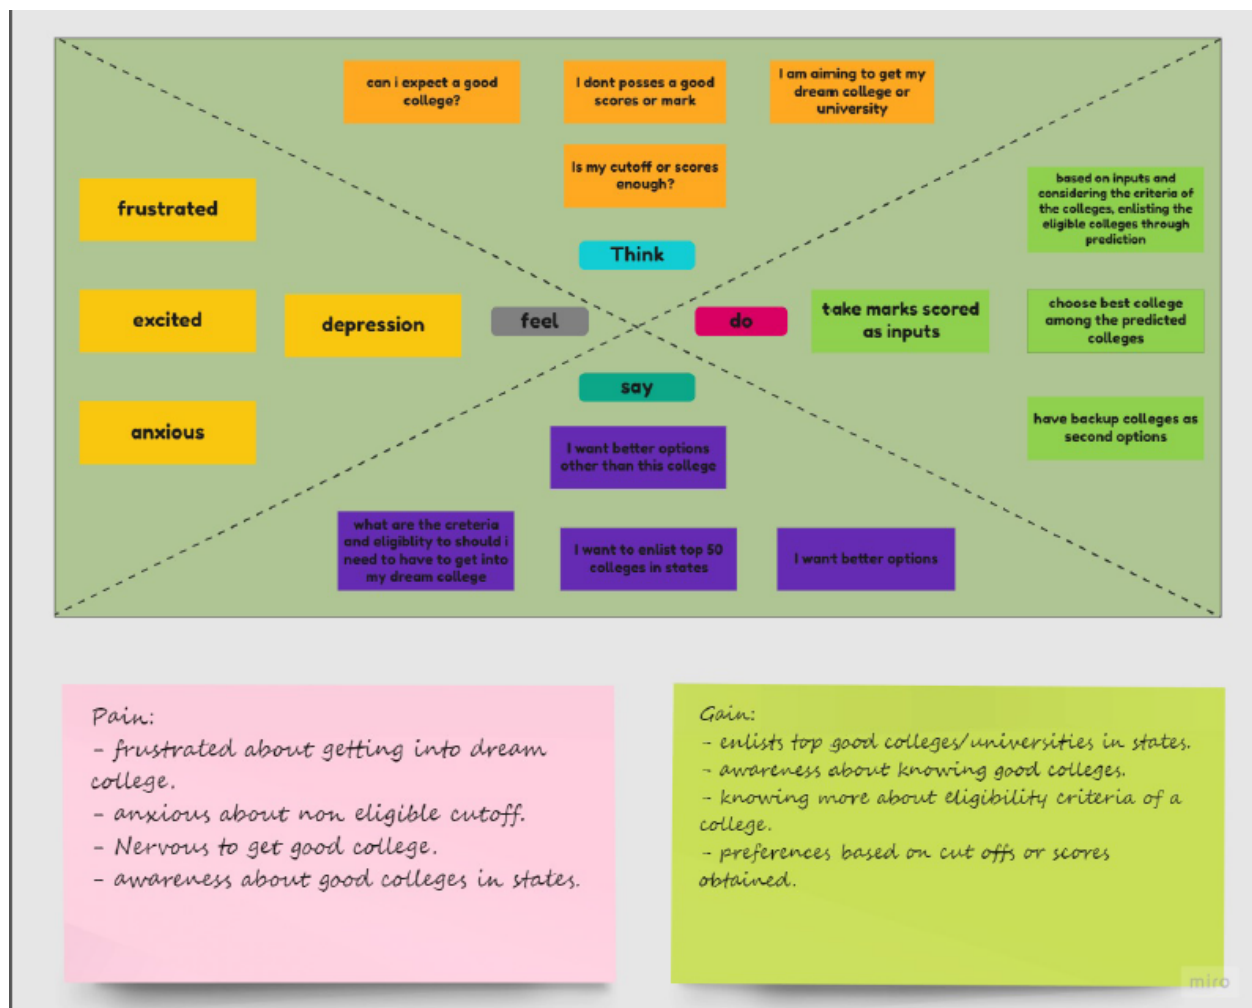 can i expect a good
college?
I dont posses a good
scores or mark
I am aiming to get my
dream college or
university
Is my cutoff or scores
enough?
Think
frustrated
excited
anxious
depression
feel
do
take marks scored
as inputs
based on inputs and
considering the criteria of
the colleges, enlisting the
eligible colleges through
prediction
choose best college
among the predicted
colleges
have backup colleges as
second options
say
I want better options
other than this college
what are the creteria
and eligiblity to should i
need to have to get into
my dream college
I want to enlist top 50
colleges in states
I want better options
Pain:
- frustrated about getting into dream
college.
- anxious about non eligible cutoff.
- Nervous to get good college.
- awareness about good colleges in states.
Gain:
- enlists top good colleges/universities in states.
- awareness about knowing good colleges.
- knowing more about eligibility criteria of a
college.
- preferences based on cut offs or scores
obtained.
miro